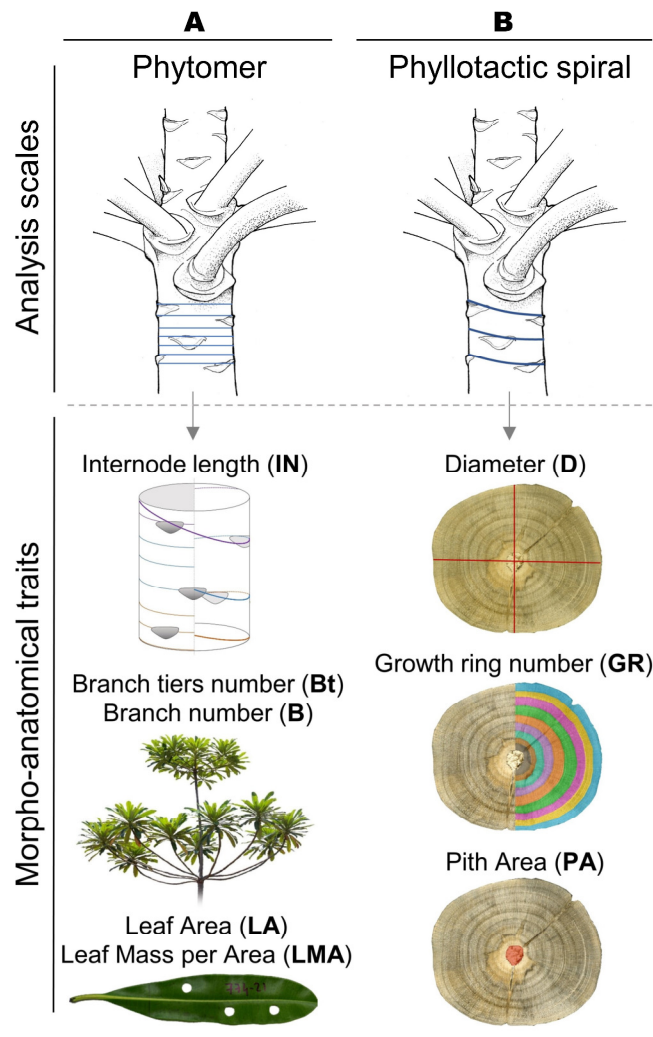 A
B
Phytomer
Phyllotactic spiral
Analysis scales
Internode length (IN)
Diameter (D)
Growth ring number (GR)
Branch tiers number (Bt)
Branch number (B)
Pith Area (PA)
Leaf Area (LA)
Leaf Mass per Area (LMA)
Morpho-anatomical traits